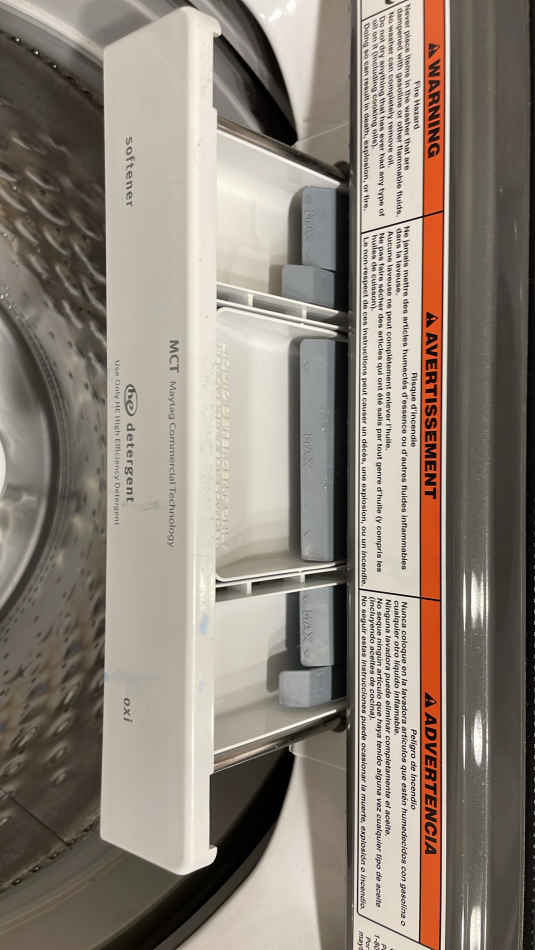 WARNING
Fire Hazard
Never place items in the washer that are
dampened with gasoline or other flammable fluids.
No washer can completely remove oil.
Do not dry anything that has ever had any type of
oil on it (including cooking oils).
Doing so can result in death, explosion, or fire.
AVERTISSEMENT
Risque d'incendie
Ne jamais mettre des articles humectés d'essence ou d'autres fluides inflammables
dans la laveuse.
Aucune laveuse ne peut complètement enlever l'huile.
Ne pas faire sécher des articles qui ont été salis par tout genre d'huile (y compris les
huiles de cuisson).
Le non-respect de ces instructions peut causer un décès, une explosion, ou un incendie.
ADVERTENCIA
Peligro de Incendio
Nunca coloque en la lavadora artículos que estén humedecidos con gasolina o
cualquier otro líquido inflamable.
Ninguna lavadora puede eliminar completamente el aceite.
No seque ningún artículo que haya tenido alguna vez cualquier tipo de aceite
(incluyendo aceites de cocina).
No seguir estas instrucciones puede ocasionar la muerte, explosión o incendio.
MAX
MAX
MAX
softener
MCT Maytag Commercial Technology
he detergent
Use Only HE High Efficiency Detergent
oxi